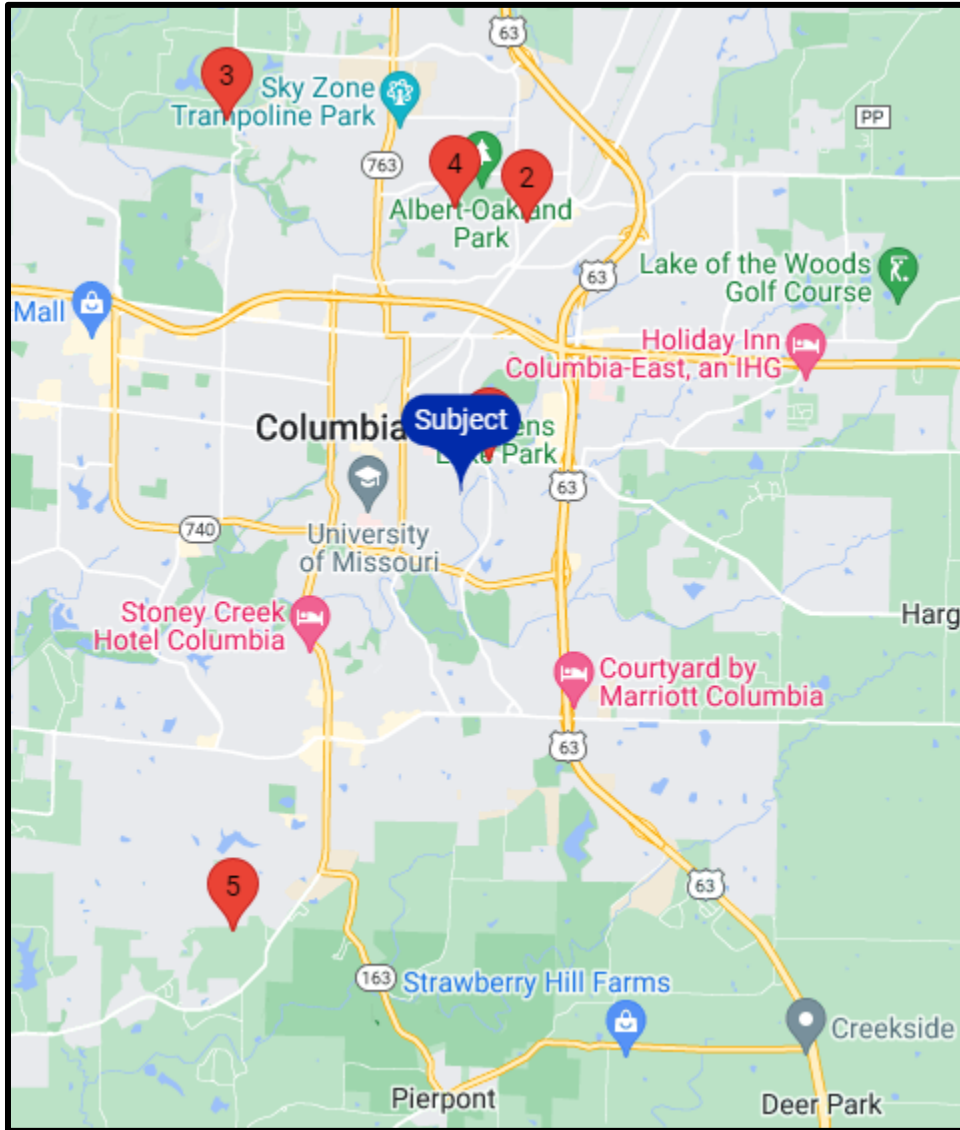 63
3
Sky Zone
Trampoline Park
PP
763
4
2
Albert-Oakland
Park
63
Lake of the Woods
Golf Course
Mall
Holiday Inn
Columbia-East, an IHG
Columbia
Subject
ens
Park
63
740
University
of Missouri
Stoney Creek
Hotel Columbia
Harg
Courtyard by
Marriott Columbia
63
5
63
163
Strawberry Hill Farms
Creekside
Pierpont
Deer Park